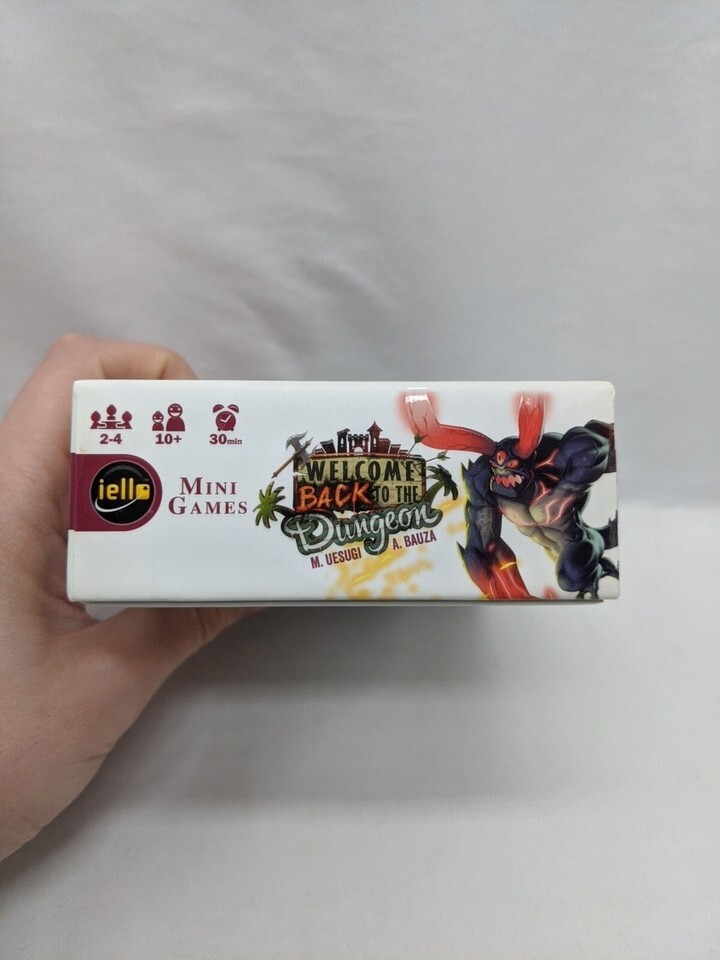 2-4 10+ 30min
iello
MINI
GAMES
WELCOME
BACK TO THE
Dungeon
M. UESUGI A. BAUZA